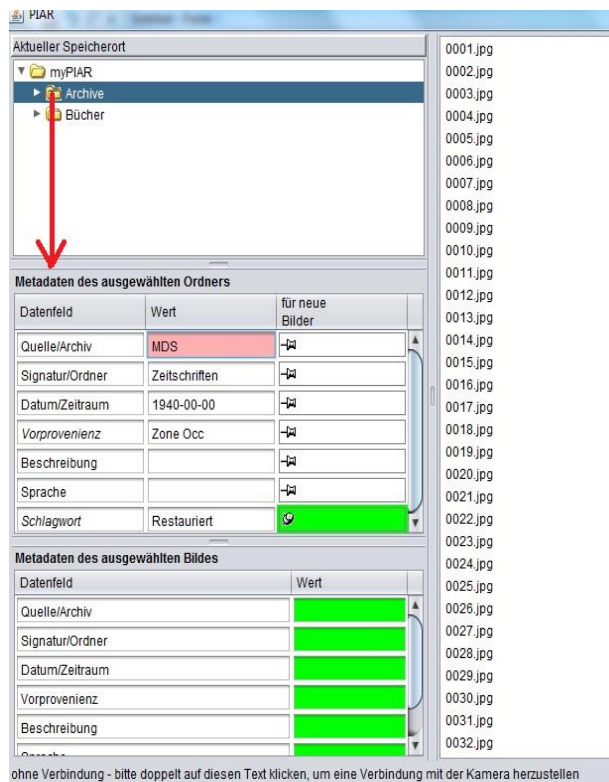 PIAR
Aktueller Speicherort
myPIAR
Archive
Bücher
Metadaten des ausgewählten Ordners
Datenfeld Wert für neue
Bilder
Quelle/Archiv MDS
Signatur/Ordner Zeitschriften
Datum/Zeitraum 1940-00-00
Vorprovenienz Zone Occ
Beschreibung
Sprache
Schlagwort Restauriert
Metadaten des ausgewählten Bildes
Datenfeld Wert
Quelle/Archiv
Signatur/Ordner
Datum/Zeitraum
Vorprovenienz
Beschreibung
0001.jpg
0002.jpg
0003.jpg
0004.jpg
0005.jpg
0006.jpg
0007.jpg
0008.jpg
0009.jpg
0010.jpg
0011.jpg
0012.jpg
0013.jpg
0014.jpg
0015.jpg
0016.jpg
0017.jpg
0018.jpg
0019.jpg
0020.jpg
0021.jpg
0022.jpg
0023.jpg
0024.jpg
0025.jpg
0026.jpg
0027.jpg
0028.jpg
0029.jpg
0030.jpg
0031.jpg
0032.jpg
ohne Verbindung - bitte doppelt auf diesen Text klicken, um eine Verbindung mit der Kamera herzustellen